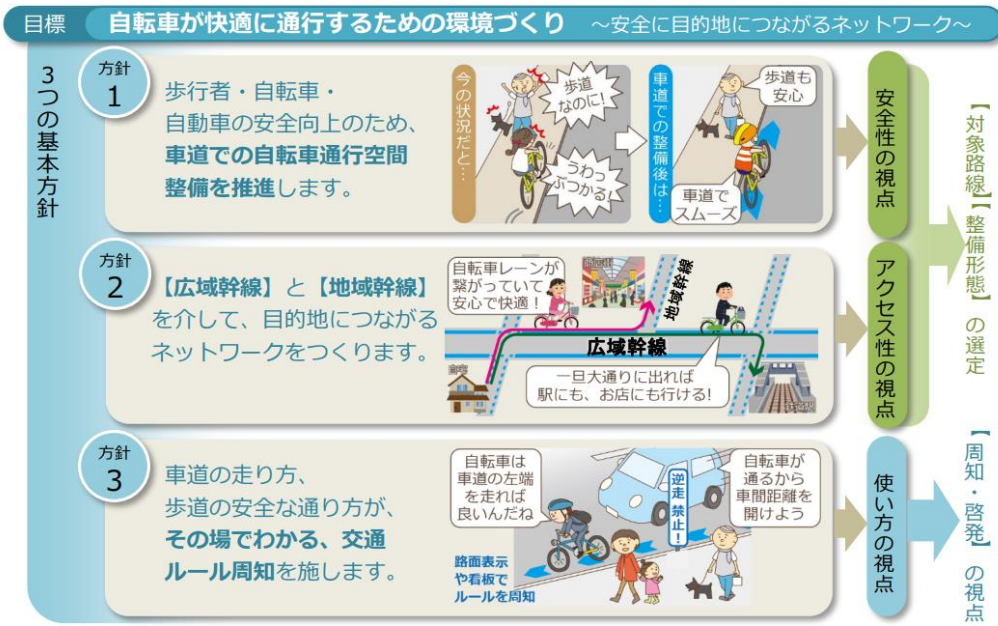 目標 自転車が快適に通行するための環境づくり ～安全に目的地につながるネットワーク～
3つの基本方針
方針
1
歩行者・自転車・
自動車の安全向上のため、
車道での自転車通行空間
整備を推進します。
今の状況だと…
歩道
なのに!
うわっ
ぶつかる!
車道での整備後は…
歩道も
安心
車道で
スムーズ
安全性の視点
方針
2
【広域幹線】と【地域幹線】
を介して、目的地につながる
ネットワークをつくります。
自転車レーンが
繋がっていて
安心で快適！
商店街
地域幹線
広域幹線
自宅
一旦大通りに出れば
駅にも、お店にも行ける!
アクセス性の視点
【対象路線】【整備形態】の選定
方針
3
車道の走り方、
歩道の安全な通り方が、
その場でわかる、交通
ルール周知を施します。
自転車は
車道の左端
を走れば
良いんだね
逆走禁止！
自転車が
通るから
車間距離を
開けよう
路面表示
や看板で
ルールを周知
使い方の視点
【周知・啓発】の視点